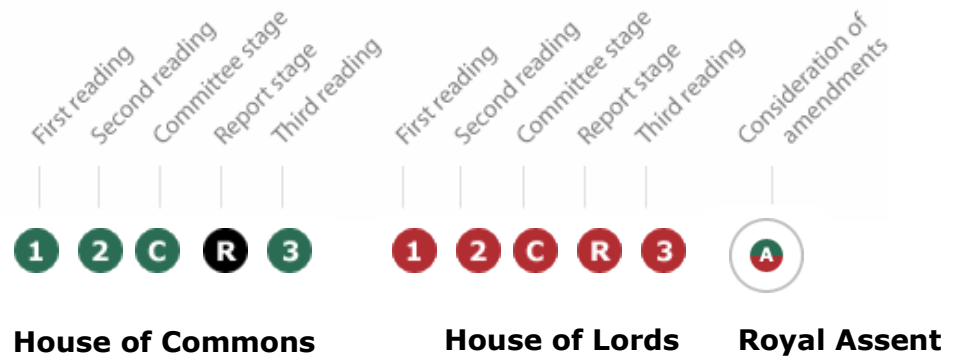 First reading
Second reading
Committee stage
Report stage
Third reading
First reading
Second reading
Committee stage
Report stage
Third reading
Consideration of
amendments
1 2 C R 3 1 2 C R 3 A
House of Commons House of Lords Royal Assent